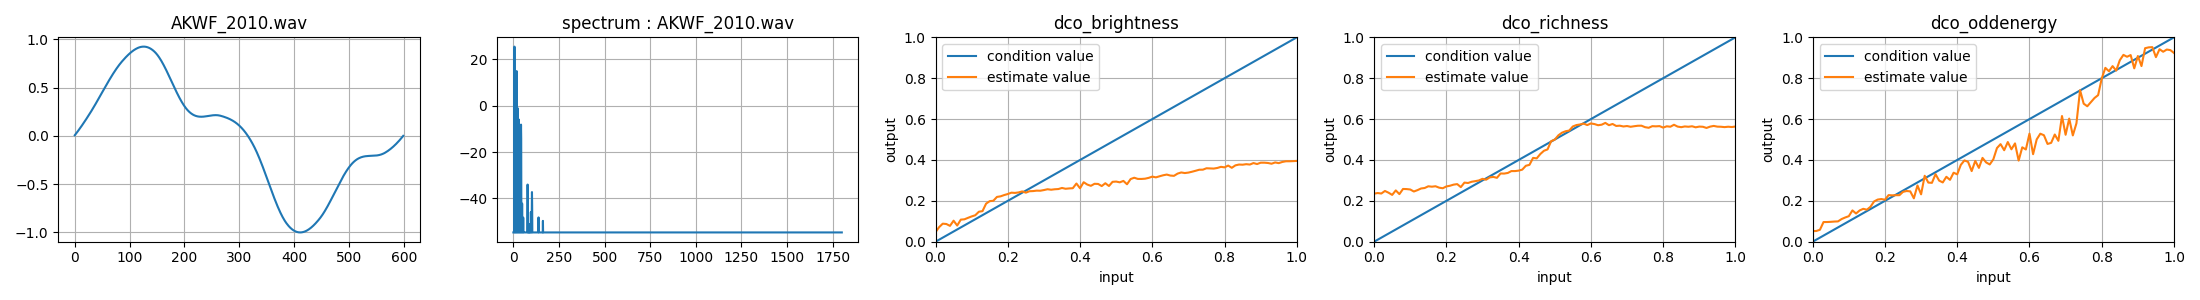 AKWF_2010.wav
1.0
0.5
0.0
−0.5
−1.0
0 100 200 300 400 500 600
spectrum : AKWF_2010.wav
20
0
−20
−40
0 250 500 750 1000 1250 1500 1750
dco_brightness
condition value
estimate value
output
1.0
0.8
0.6
0.4
0.2
0.0
0.0 0.2 0.4 0.6 0.8 1.0
input
dco_richness
condition value
estimate value
output
1.0
0.8
0.6
0.4
0.2
0.0
0.0 0.2 0.4 0.6 0.8 1.0
input
dco_oddenergy
condition value
estimate value
output
1.0
0.8
0.6
0.4
0.2
0.0
0.0 0.2 0.4 0.6 0.8 1.0
input